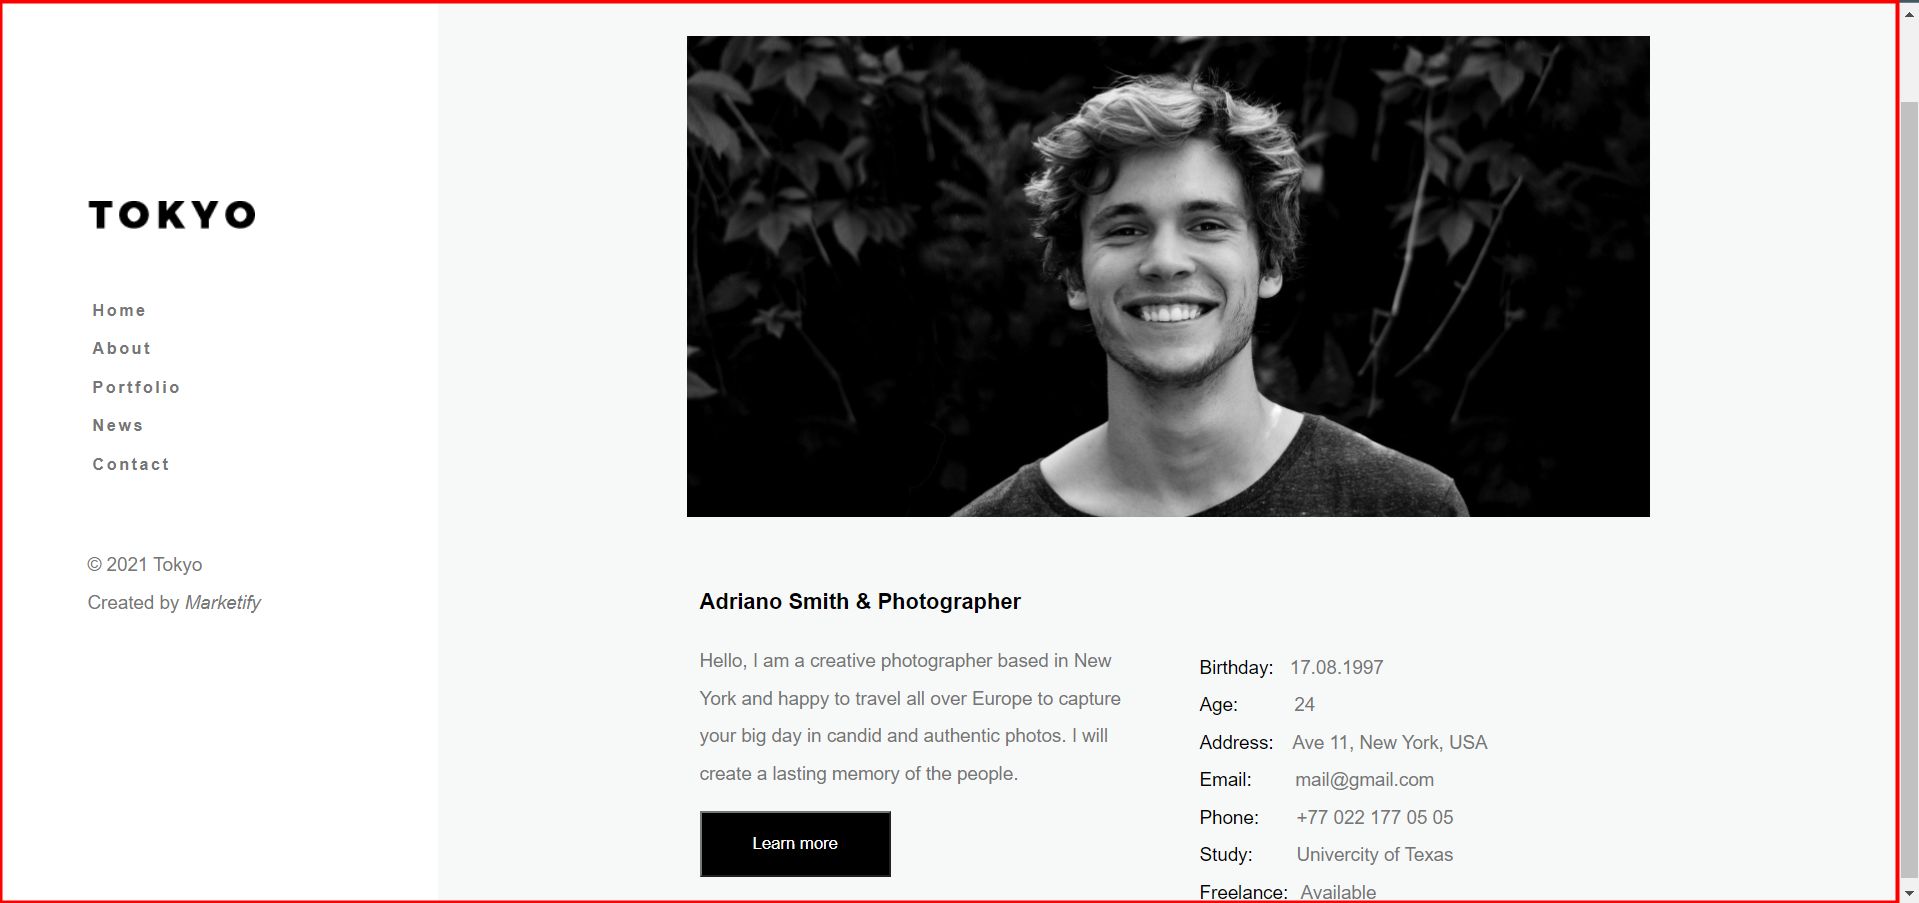 TOKYO
Home
About
Portfolio
News
Contact
© 2021 Tokyo
Created by Marketify
Adriano Smith & Photographer
Hello, I am a creative photographer based in New
York and happy to travel all over Europe to capture
your big day in candid and authentic photos. I will
create a lasting memory of the people.
Learn more
Birthday: 17.08.1997
Age: 24
Address: Ave 11, New York, USA
Email: mail@gmail.com
Phone: +77 022 177 05 05
Study: Univercity of Texas
Freelance: Available